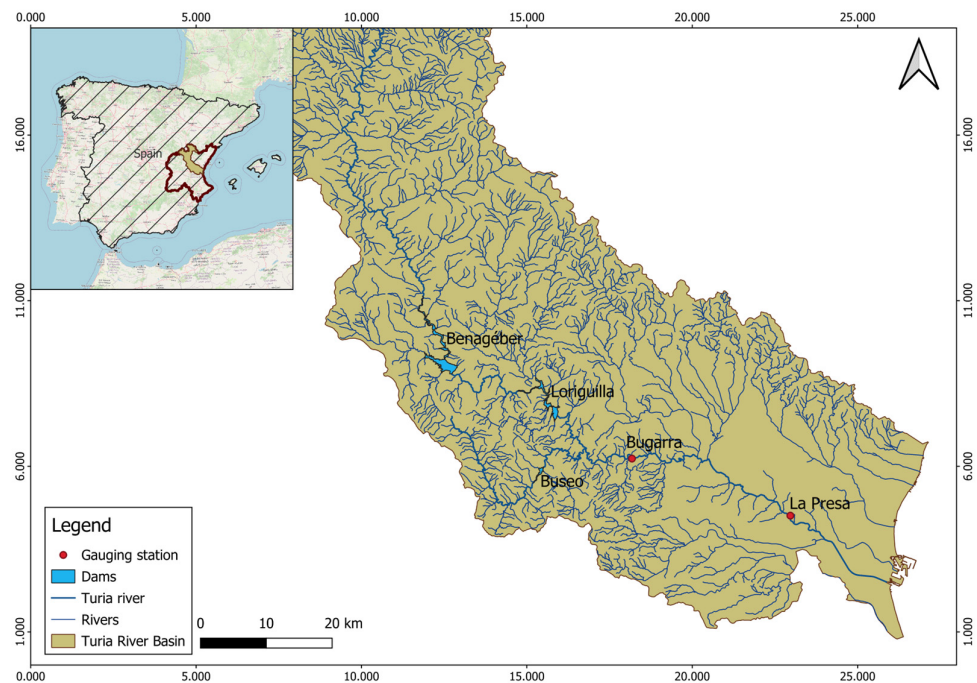 0.000 5.000 10.000 15.000 20.000 25.000
16.000 16.000
Spain
11.000 11.000
Benagéber
Loriguilla
Bugarra
6.000 6.000
Buseo
La Presa
Legend
Gauging station
Dams
Turia river
Rivers
Turia River Basin
0 10 20 km
1.000 1.000
0.000 5.000 10.000 15.000 20.000 25.000